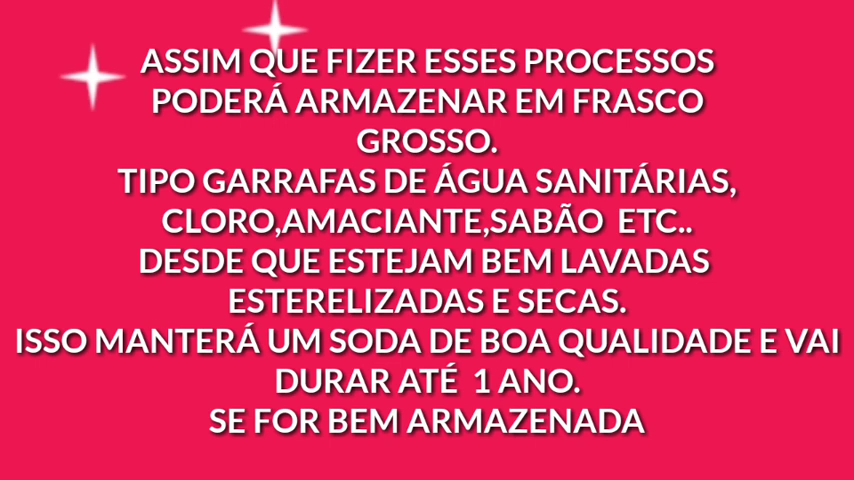 ASSIM QUE FIZER ESSES PROCESSOS
PODERÁ ARMAZENAR EM FRASCO
GROSSO.
TIPO GARRAFAS DE ÁGUA SANITÁRIAS,
CLORO,AMACIANTE,SABÃO ETC..
DESDE QUE ESTEJAM BEM LAVADAS
ESTERELIZADAS E SECAS.
ISSO MANTERÁ UM SODA DE BOA QUALIDADE E VAI
DURAR ATÉ 1 ANO.
SE FOR BEM ARMAZENADA